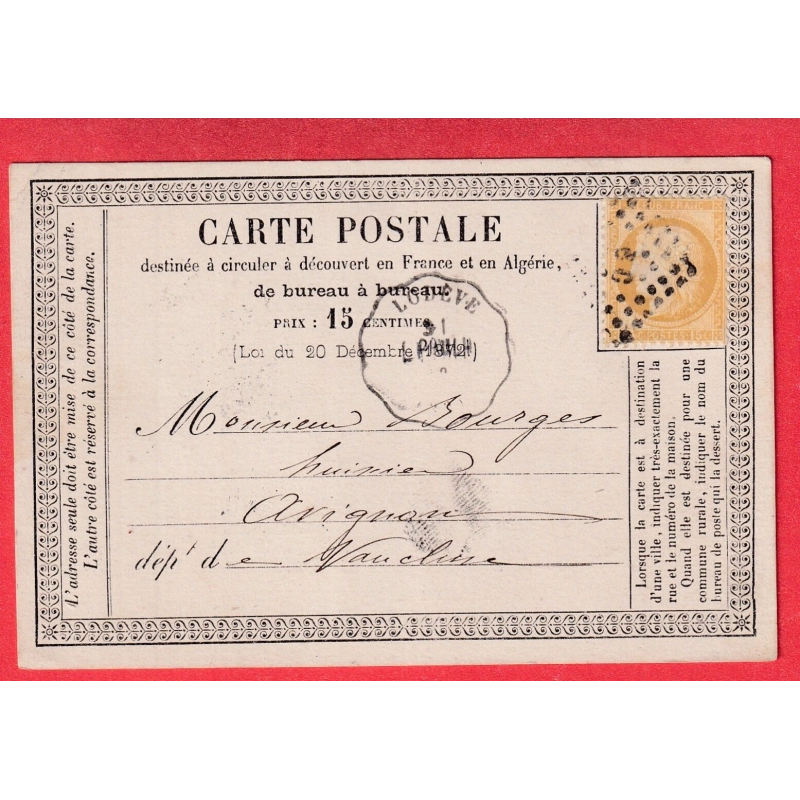 CARTE POSTALE
destinée à circuler à découvert en France et en Algérie,
de bureau à bureau.
PRIX : 15 CENTIMES
(Loi du 20 Décembre 1872)
LODÈVE
Monsieur Bourges
huissier
Avignon
dépt de Vaucluse
L'adresse seule doit être mise de ce côté de la carte.
L'autre côté est réservé à la correspondance.
POSTES 15 C
Lorsque la carte est à destination
d'une ville, indiquer très-exactement la
rue et le numéro de la maison.
Quand elle est destinée pour une
commune rurale, indiquer le nom du
bureau de poste qui la dessert.